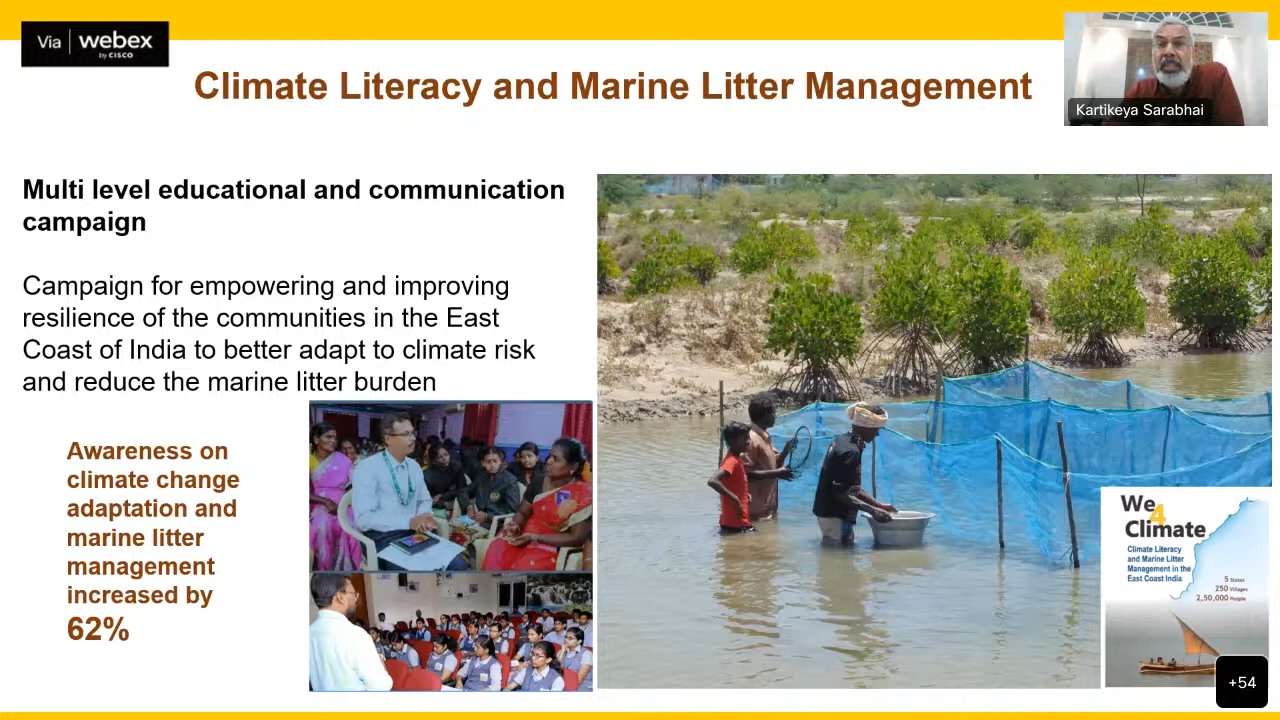 Via | webex
by CISCO
Climate Literacy and Marine Litter Management
Kartikeya Sarabhai
Multi level educational and communication
campaign
Campaign for empowering and improving
resilience of the communities in the East
Coast of India to better adapt to climate risk
and reduce the marine litter burden
Awareness on
climate change
adaptation and
marine litter
management
increased by
62%
We
4
Climate
Climate Literacy
and Marine Litter
Management in the
East Coast India
5 States
250 Villages
2,50,000 People
+54